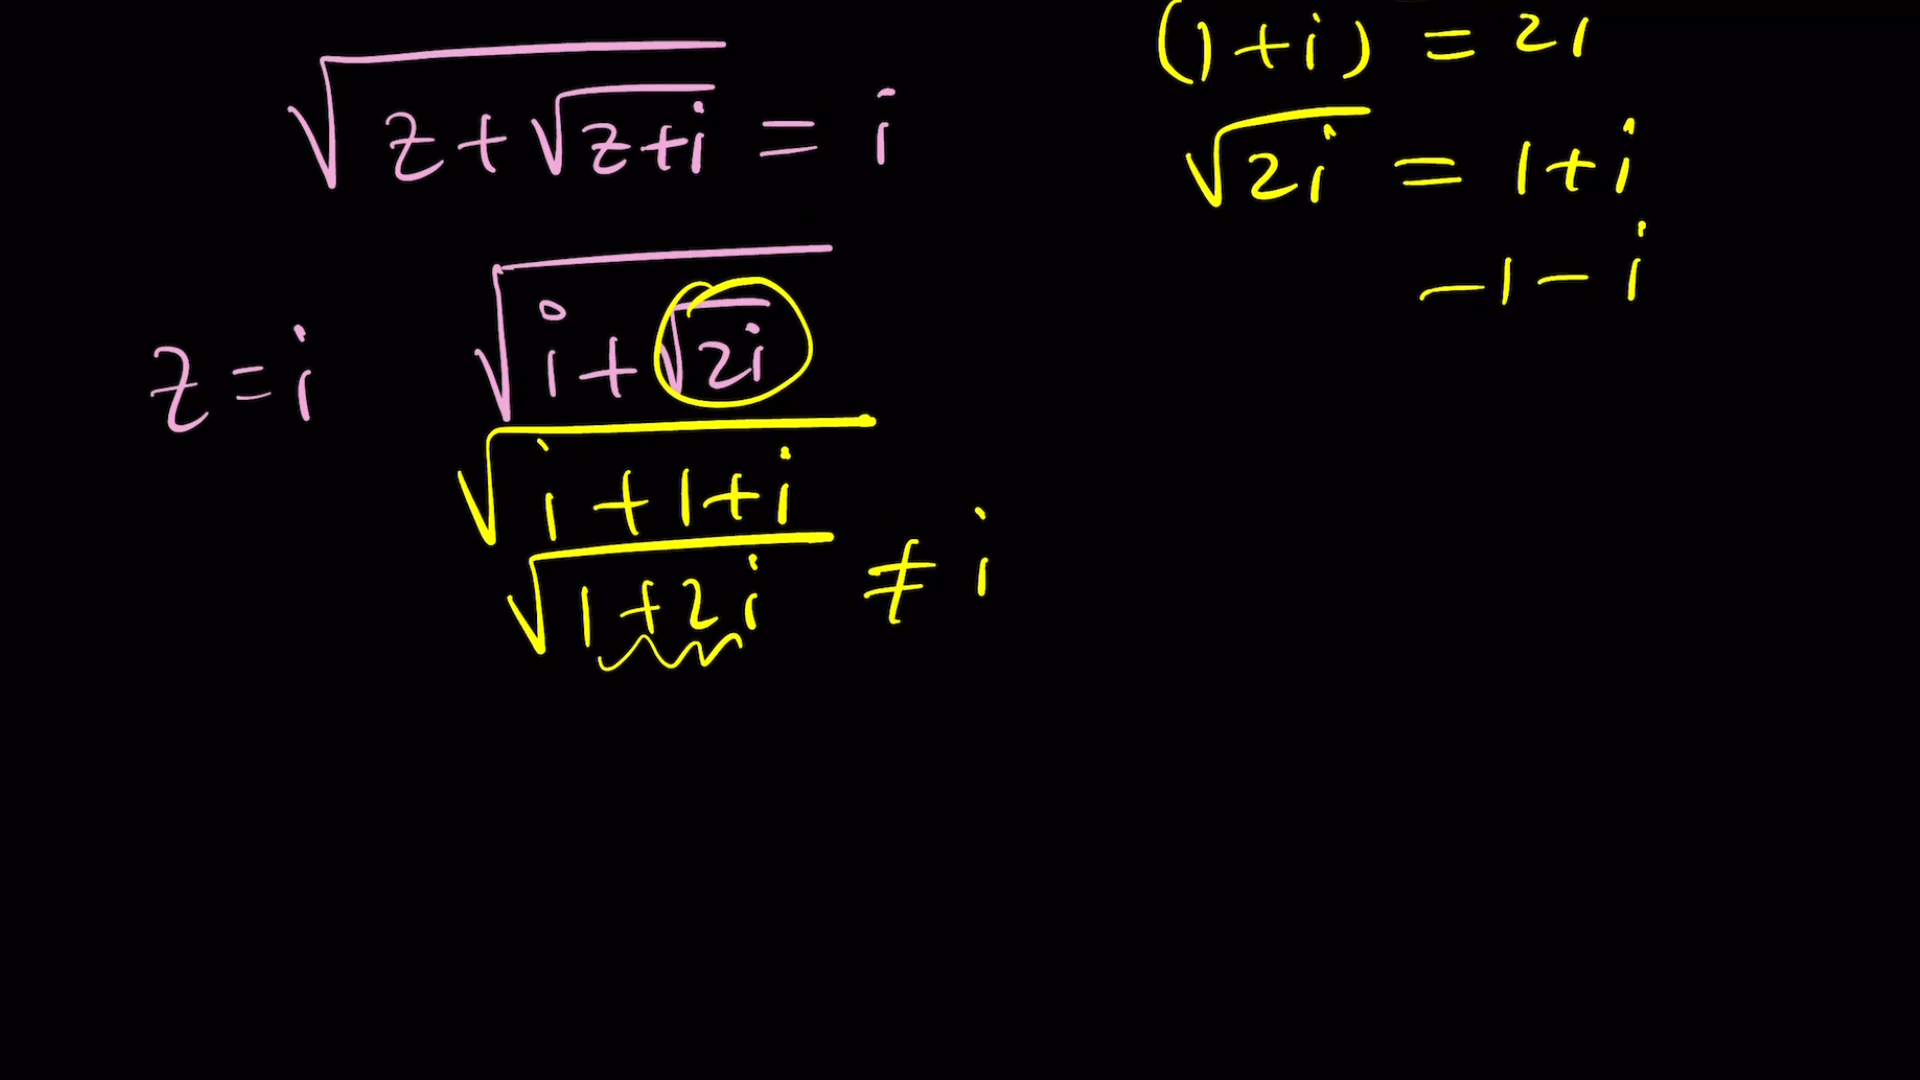 √(z+√(z+i)) = i
z=i
√(i+√(2i))
√(i+1+i)
√(1+2i) ≠ i
(1+i) = 2i
√(2i) = 1+i
-1-i